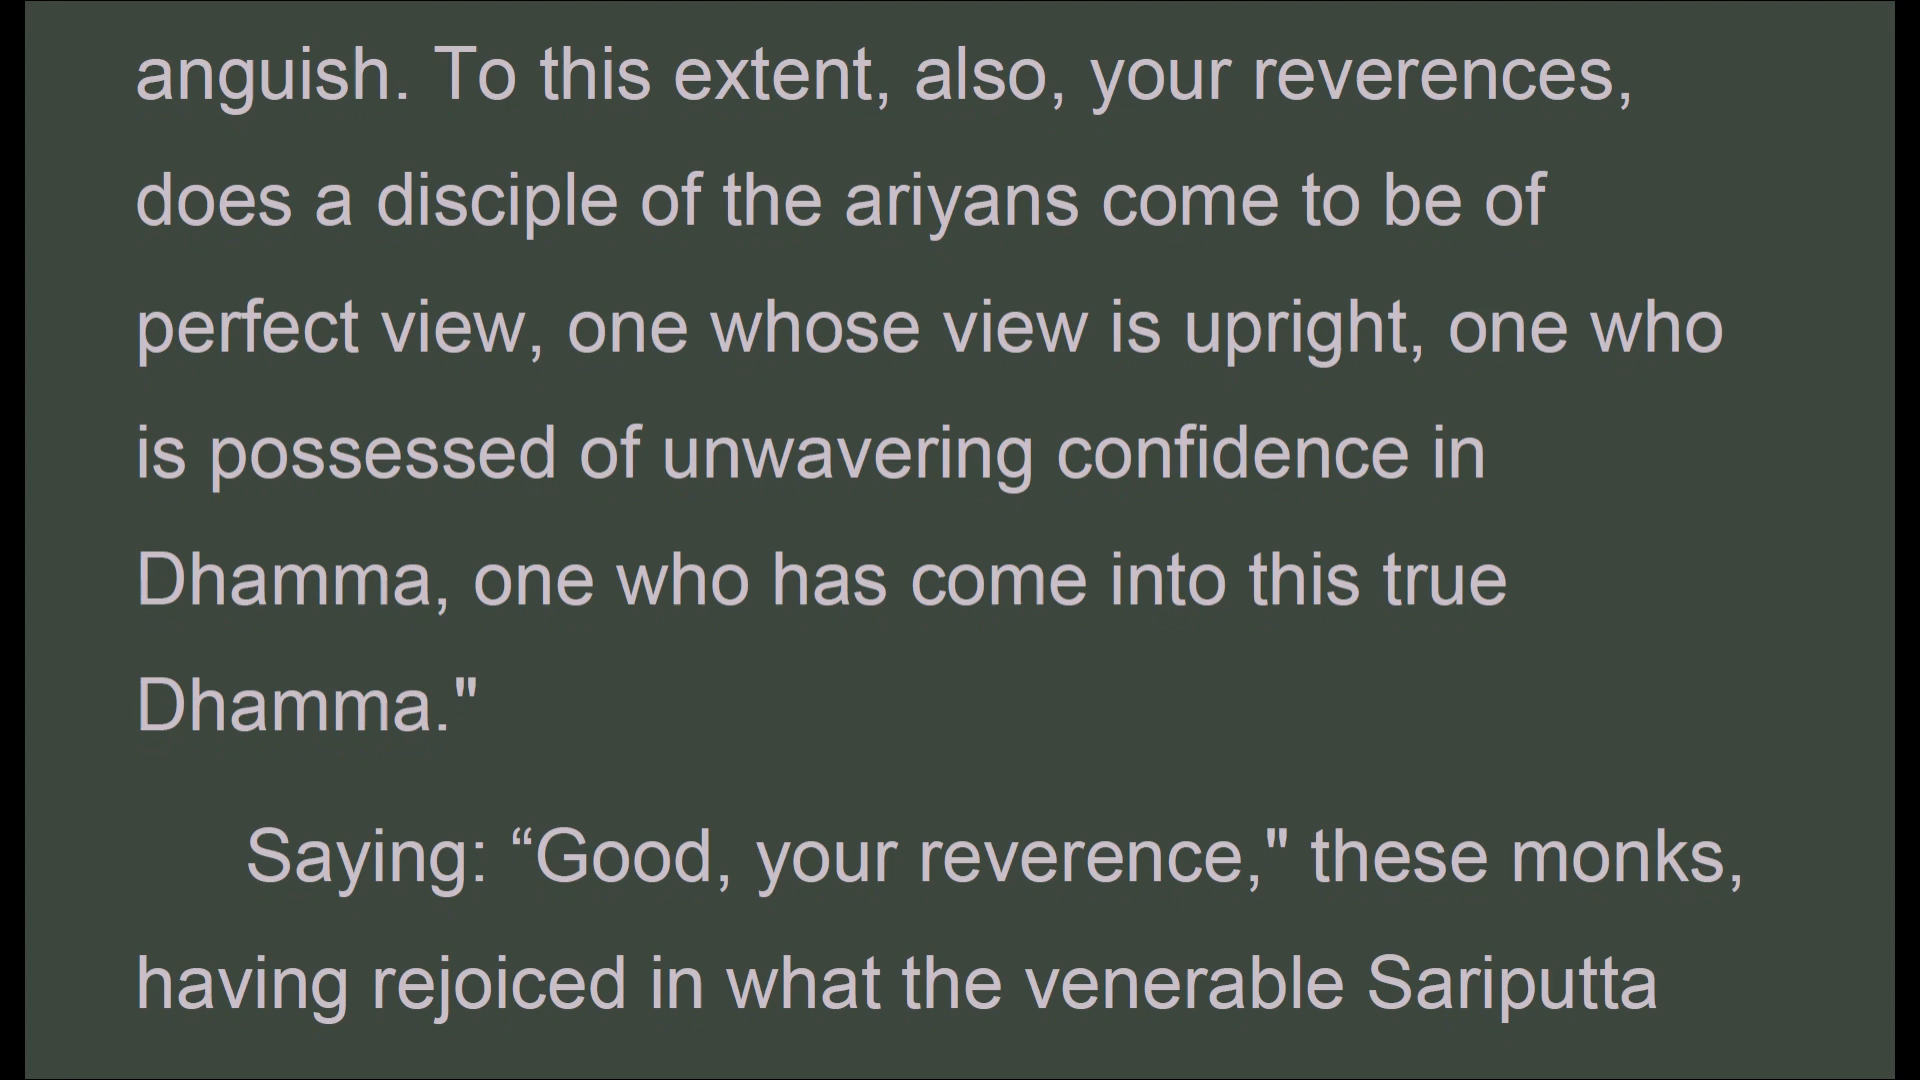 anguish. To this extent, also, your reverences,
does a disciple of the ariyans come to be of
perfect view, one whose view is upright, one who
is possessed of unwavering confidence in
Dhamma, one who has come into this true
Dhamma."
Saying: “Good, your reverence," these monks,
having rejoiced in what the venerable Sariputta